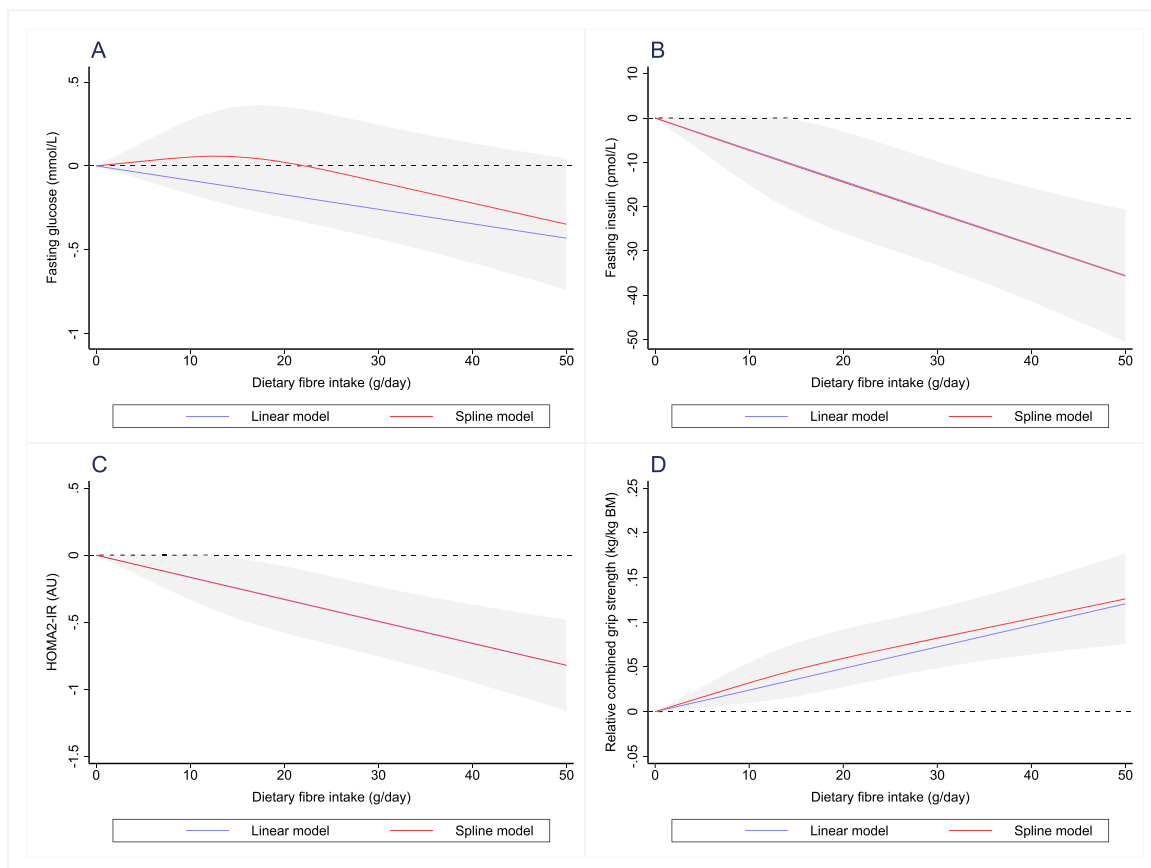 A
Fasting glucose (mmol/L)
.5
0
-.5
-1
0 10 20 30 40 50
Dietary fibre intake (g/day)
Linear model Spline model
B
Fasting insulin (pmol/L)
10
0
-10
-20
-30
-40
-50
0 10 20 30 40 50
Dietary fibre intake (g/day)
Linear model Spline model
C
HOMA2-IR (AU)
.5
0
-.5
-1
-1.5
0 10 20 30 40 50
Dietary fibre intake (g/day)
Linear model Spline model
D
Relative combined grip strength (kg/kg BM)
.25
.2
.15
.1
.05
0
-.05
0 10 20 30 40 50
Dietary fibre intake (g/day)
Linear model Spline model